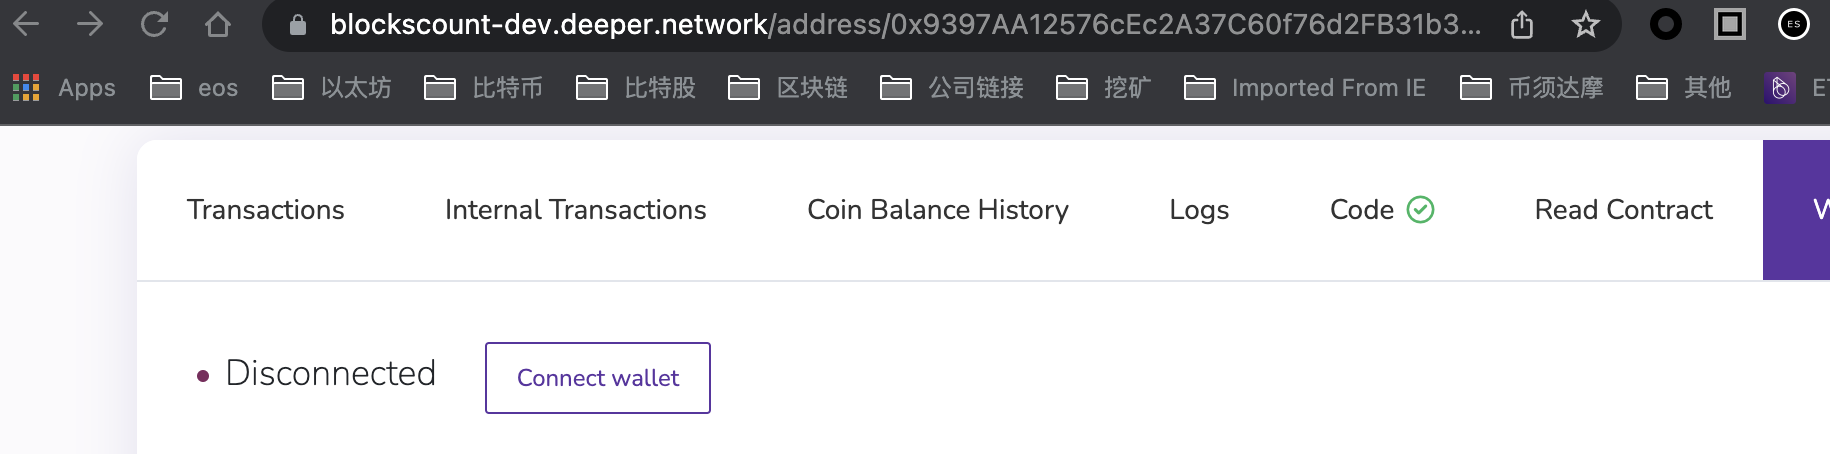 blockscount-dev.deeper.network/address/0x9397AA12576cEc2A37C60f76d2FB31b3...
ES
Apps eos 以太坊 比特币 比特股 区块链 公司链接 挖矿 Imported From IE 币须达摩 其他
Transactions Internal Transactions Coin Balance History Logs Code Read Contract
Disconnected Connect wallet